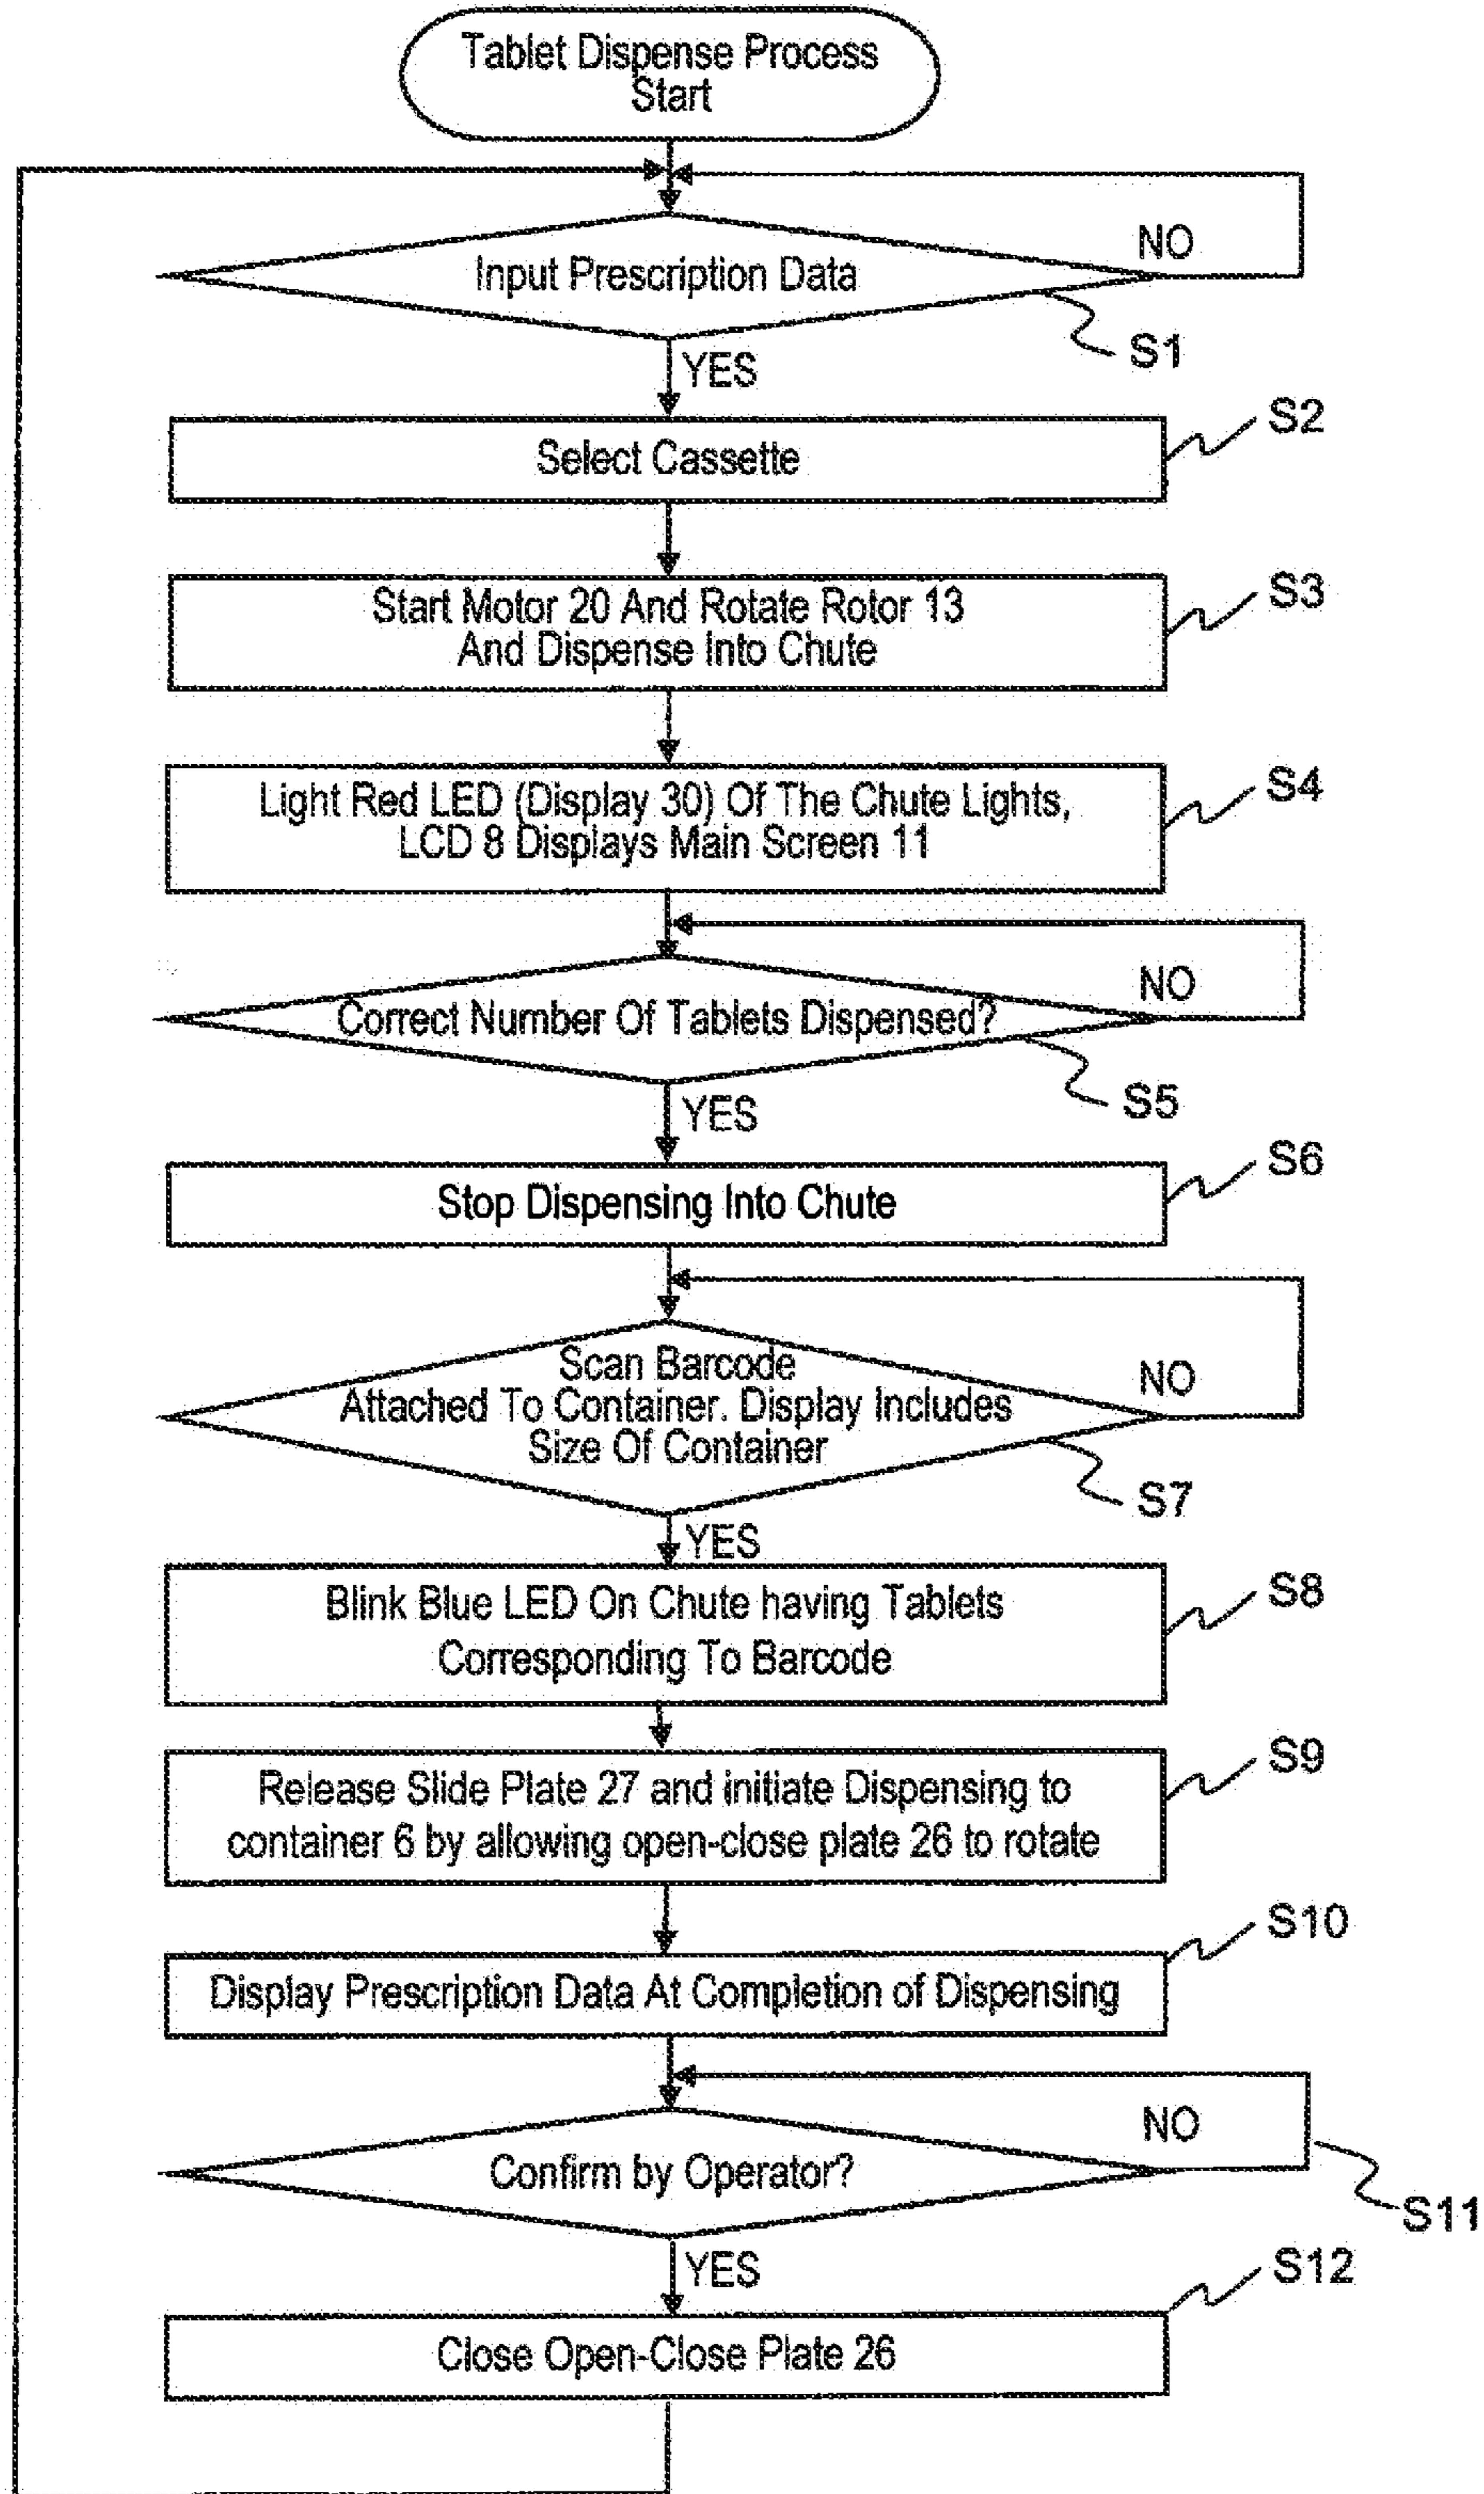 Tablet Dispense Process
Start
NO
Input Prescription Data
S1
YES
S2
Select Cassette
S3
Start Motor 20 And Rotate Rotor 13
And Dispense Into Chute
S4
Light Red LED (Display 30) Of The Chute Lights,
LCD 8 Displays Main Screen 11
NO
Correct Number Of Tablets Dispensed?
S5
YES
S6
Stop Dispensing Into Chute
Scan Barcode
NO
Attached To Container. Display Includes
Size Of Container
S7
YES
S8
Blink Blue LED On Chute having Tablets
Corresponding To Barcode
S9
Release Slide Plate 27 and initiate Dispensing to
container 6 by allowing open-close plate 26 to rotate
S10
Display Prescription Data At Completion of Dispensing
NO
Confirm by Operator?
S11
YES
S12
Close Open-Close Plate 26